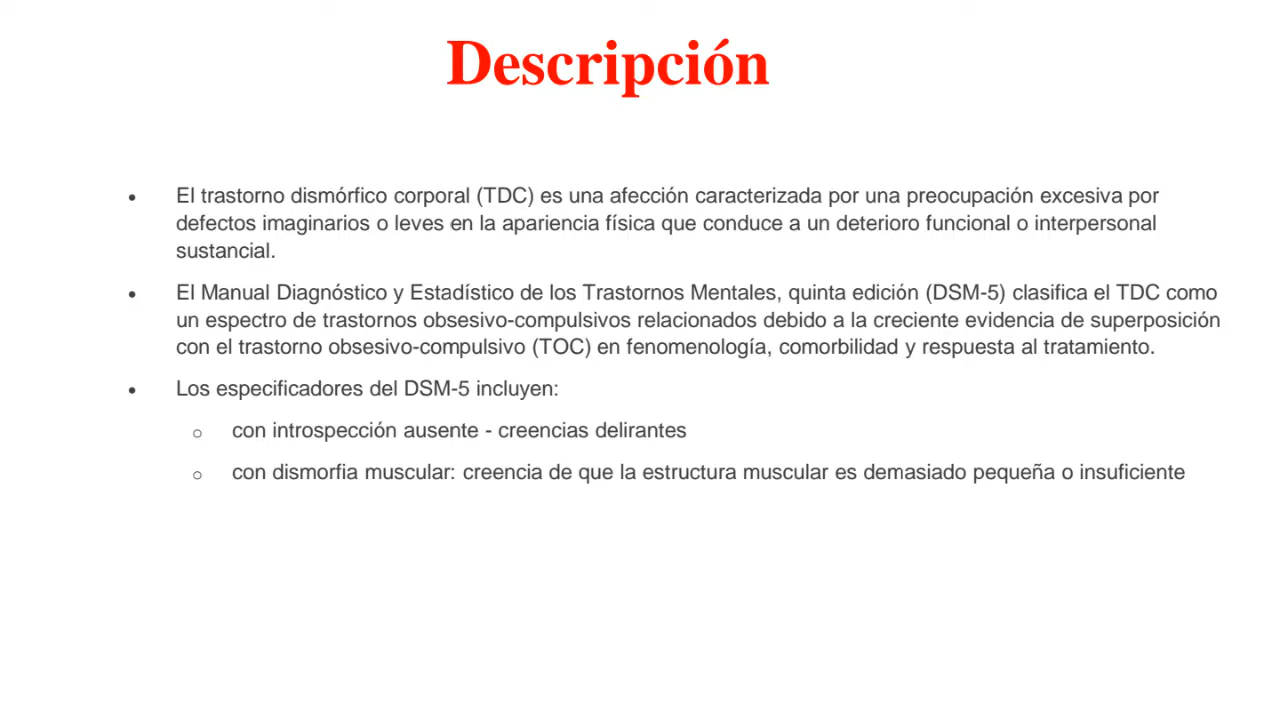 Descripción
• El trastorno dismórfico corporal (TDC) es una afección caracterizada por una preocupación excesiva por
defectos imaginarios o leves en la apariencia física que conduce a un deterioro funcional o interpersonal
sustancial.
• El Manual Diagnóstico y Estadístico de los Trastornos Mentales, quinta edición (DSM-5) clasifica el TDC como
un espectro de trastornos obsesivo-compulsivos relacionados debido a la creciente evidencia de superposición
con el trastorno obsesivo-compulsivo (TOC) en fenomenología, comorbilidad y respuesta al tratamiento.
• Los especificadores del DSM-5 incluyen:
○ con introspección ausente - creencias delirantes
○ con dismorfia muscular: creencia de que la estructura muscular es demasiado pequeña o insuficiente